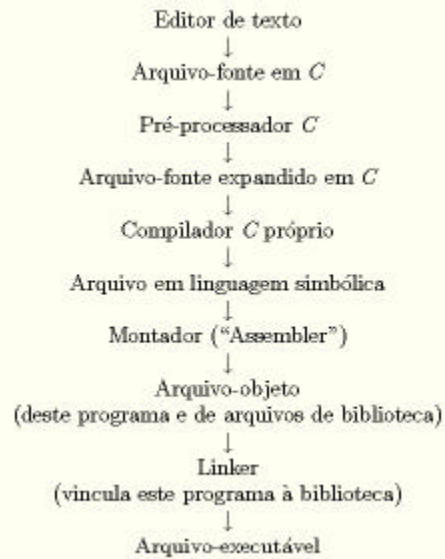 Editor de texto
↓
Arquivo-fonte em C
↓
Pré-processador C
↓
Arquivo-fonte expandido em C
↓
Compilador C próprio
↓
Arquivo em linguagem simbólica
↓
Montador (“Assembler”)
↓
Arquivo-objeto
(deste programa e de arquivos de biblioteca)
↓
Linker
(vincula este programa à biblioteca)
↓
Arquivo-executável